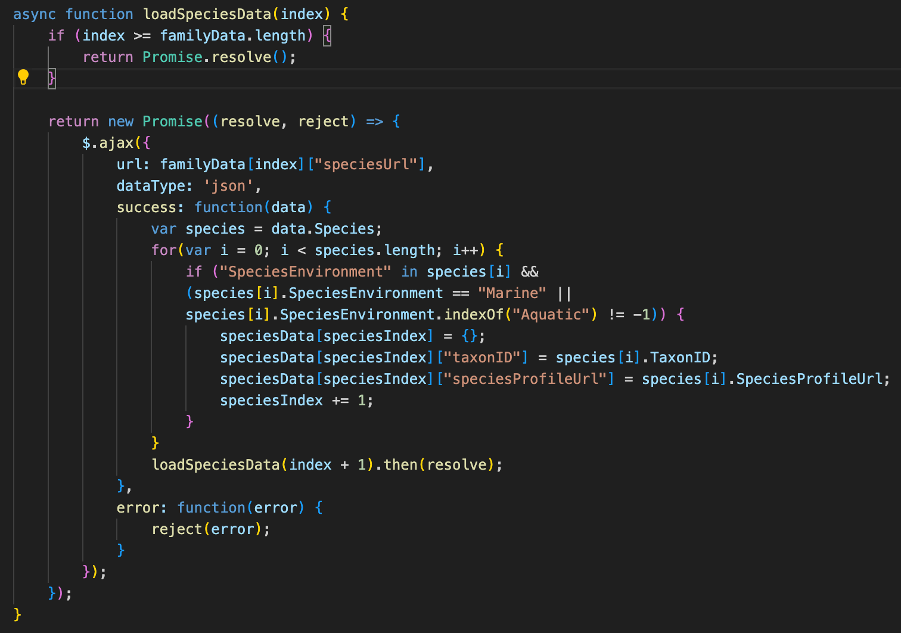 async function loadSpeciesData(index) {
    if (index >= familyData.length) {
        return Promise.resolve();
    }

    return new Promise((resolve, reject) => {
        $.ajax({
            url: familyData[index]["speciesUrl"],
            dataType: 'json',
            success: function(data) {
                var species = data.Species;
                for(var i = 0; i < species.length; i++) {
                    if ("SpeciesEnvironment" in species[i] &&
                    (species[i].SpeciesEnvironment == "Marine" ||
                    species[i].SpeciesEnvironment.indexOf("Aquatic") != -1)) {
                        speciesData[speciesIndex] = {};
                        speciesData[speciesIndex]["taxonID"] = species[i].TaxonID;
                        speciesData[speciesIndex]["speciesProfileUrl"] = species[i].SpeciesProfileUrl;
                        speciesIndex += 1;
                    }
                }
                loadSpeciesData(index + 1).then(resolve);
            },
            error: function(error) {
                reject(error);
            }
        });
    });
}